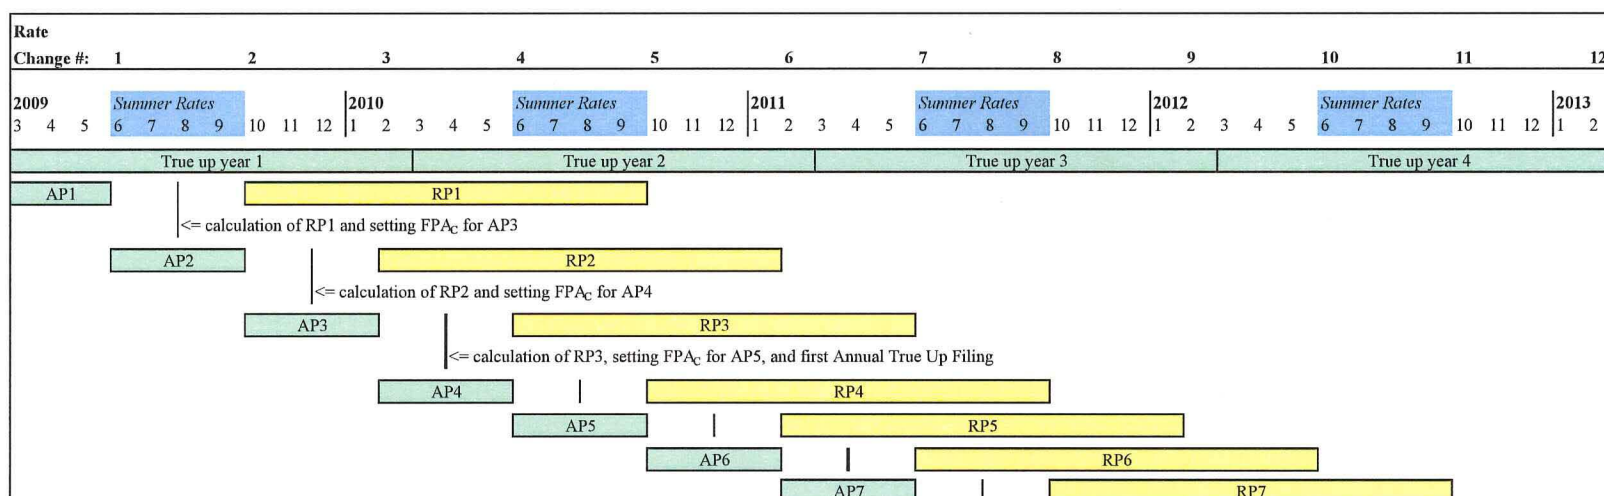 Rate
Change #: 1 2 3 4 5 6 7 8 9 10 11 12
2009 Summer Rates 2010 Summer Rates 2011 Summer Rates 2012 Summer Rates 2013
3 4 5 6 7 8 9 10 11 12 1 2 3 4 5 6 7 8 9 10 11 12 1 2 3 4 5 6 7 8 9 10 11 12 1 2 3 4 5 6 7 8 9 10 11 12 1 2
True up year 1 True up year 2 True up year 3 True up year 4
AP1 RP1
<= calculation of RP1 and setting FPAC for AP3
AP2 RP2
<= calculation of RP2 and setting FPAC for AP4
AP3 RP3
<= calculation of RP3, setting FPAC for AP5, and first Annual True Up Filing
AP4 RP4
AP5 RP5
AP6 RP6
AP7 RP7